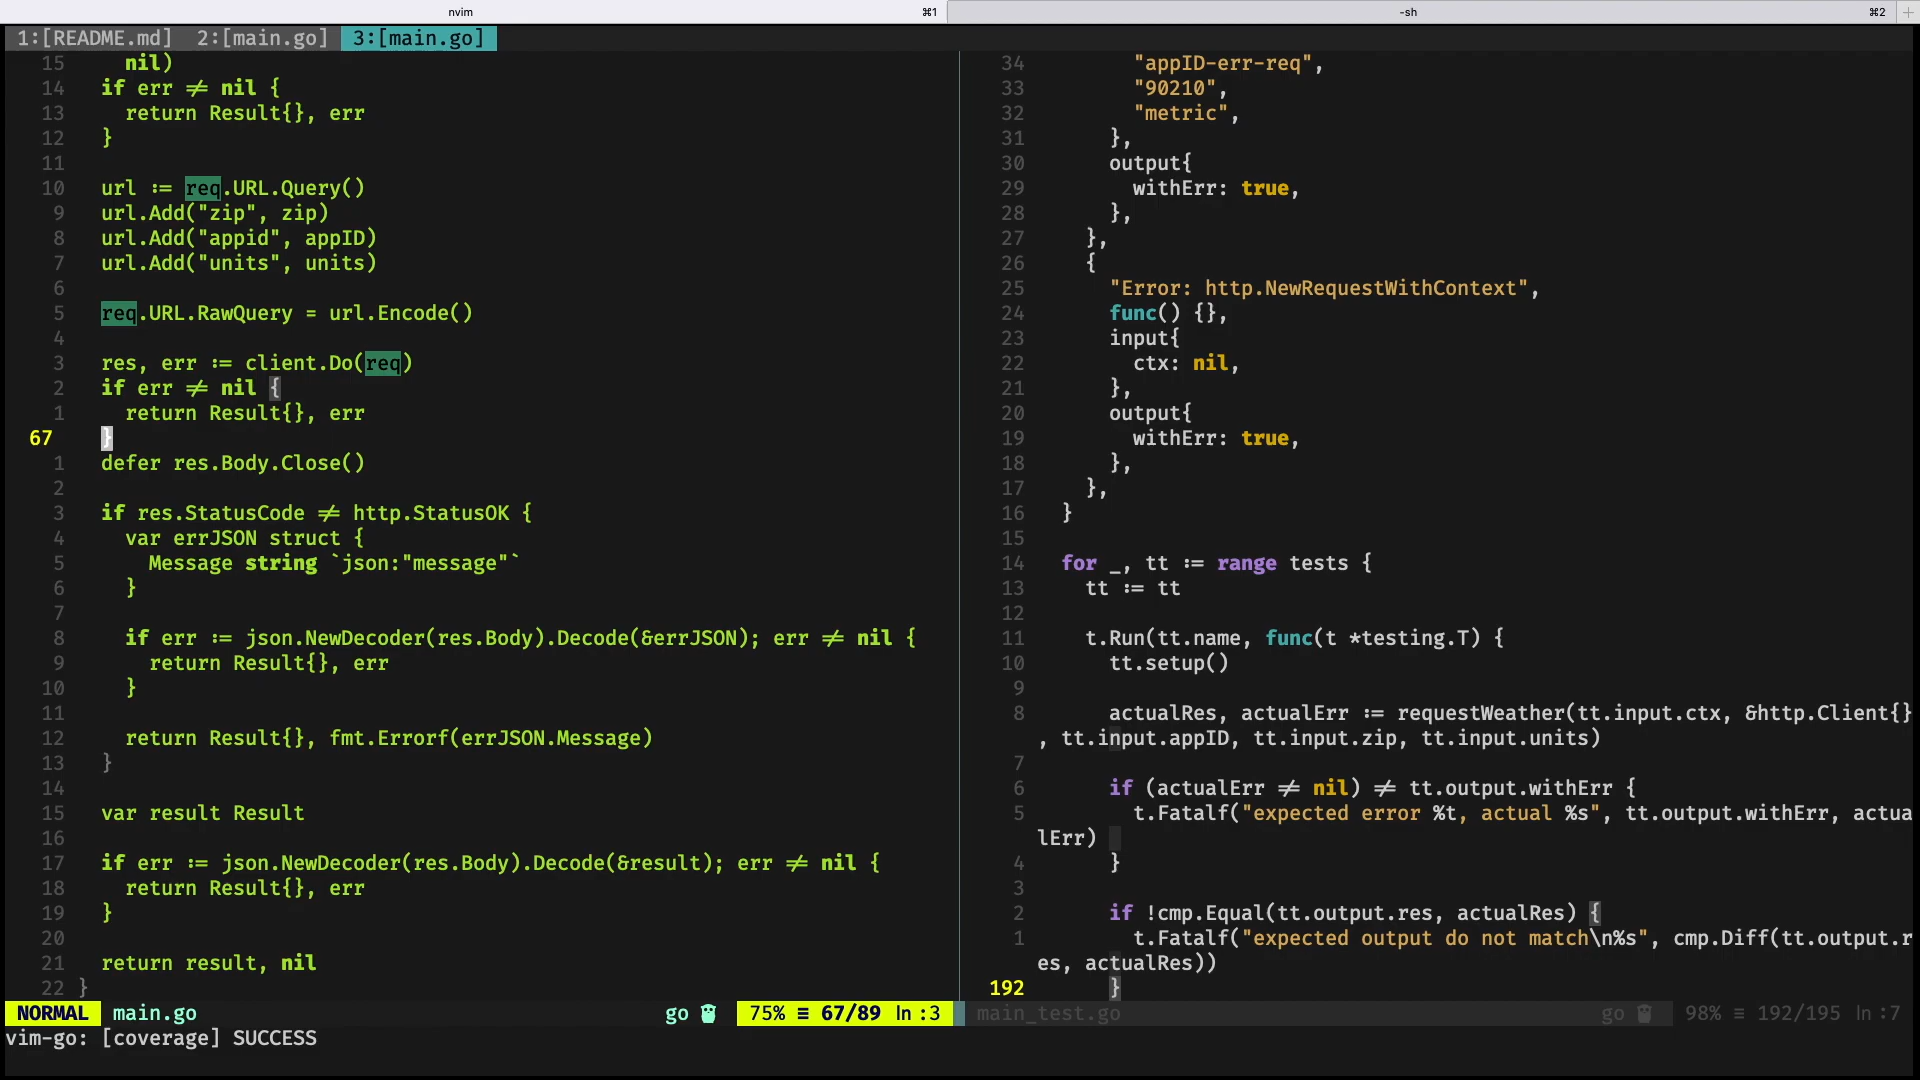 nvim ⌘1 -sh ⌘2 +
1:[README.md] 2:[main.go] 3:[main.go]
15 nil)
14 if err ≠ nil {
13 return Result{}, err
12 }
11
10 url := req.URL.Query()
9 url.Add("zip", zip)
8 url.Add("appid", appID)
7 url.Add("units", units)
6
5 req.URL.RawQuery = url.Encode()
4
3 res, err := client.Do(req)
2 if err ≠ nil {
1 return Result{}, err
67 }
1 defer res.Body.Close()
2
3 if res.StatusCode ≠ http.StatusOK {
4 var errJSON struct {
5 Message string `json:"message"`
6 }
7
8 if err := json.NewDecoder(res.Body).Decode(&errJSON); err ≠ nil {
9 return Result{}, err
10 }
11
12 return Result{}, fmt.Errorf(errJSON.Message)
13 }
14
15 var result Result
16
17 if err := json.NewDecoder(res.Body).Decode(&result); err ≠ nil {
18 return Result{}, err
19 }
20
21 return result, nil
22 }
34 "appID-err-req",
33 "90210",
32 "metric",
31 },
30 output{
29 withErr: true,
28 },
27 },
26 {
25 "Error: http.NewRequestWithContext",
24 func() {},
23 input{
22 ctx: nil,
21 },
20 output{
19 withErr: true,
18 },
17 },
16 }
15
14 for _, tt := range tests {
13 tt := tt
12
11 t.Run(tt.name, func(t *testing.T) {
10 tt.setup()
9
8 actualRes, actualErr := requestWeather(tt.input.ctx, &http.Client{}
, tt.input.appID, tt.input.zip, tt.input.units)
7
6 if (actualErr ≠ nil) ≠ tt.output.withErr {
5 t.Fatalf("expected error %t, actual %s", tt.output.withErr, actua
lErr)
4 }
3
2 if !cmp.Equal(tt.output.res, actualRes) {
1 t.Fatalf("expected output do not match\n%s", cmp.Diff(tt.output.r
es, actualRes))
192 }
NORMAL main.go go 75% ≡ 67/89 ln :3 main_test.go go 98% ≡ 192/195 ln :7
vim-go: [coverage] SUCCESS